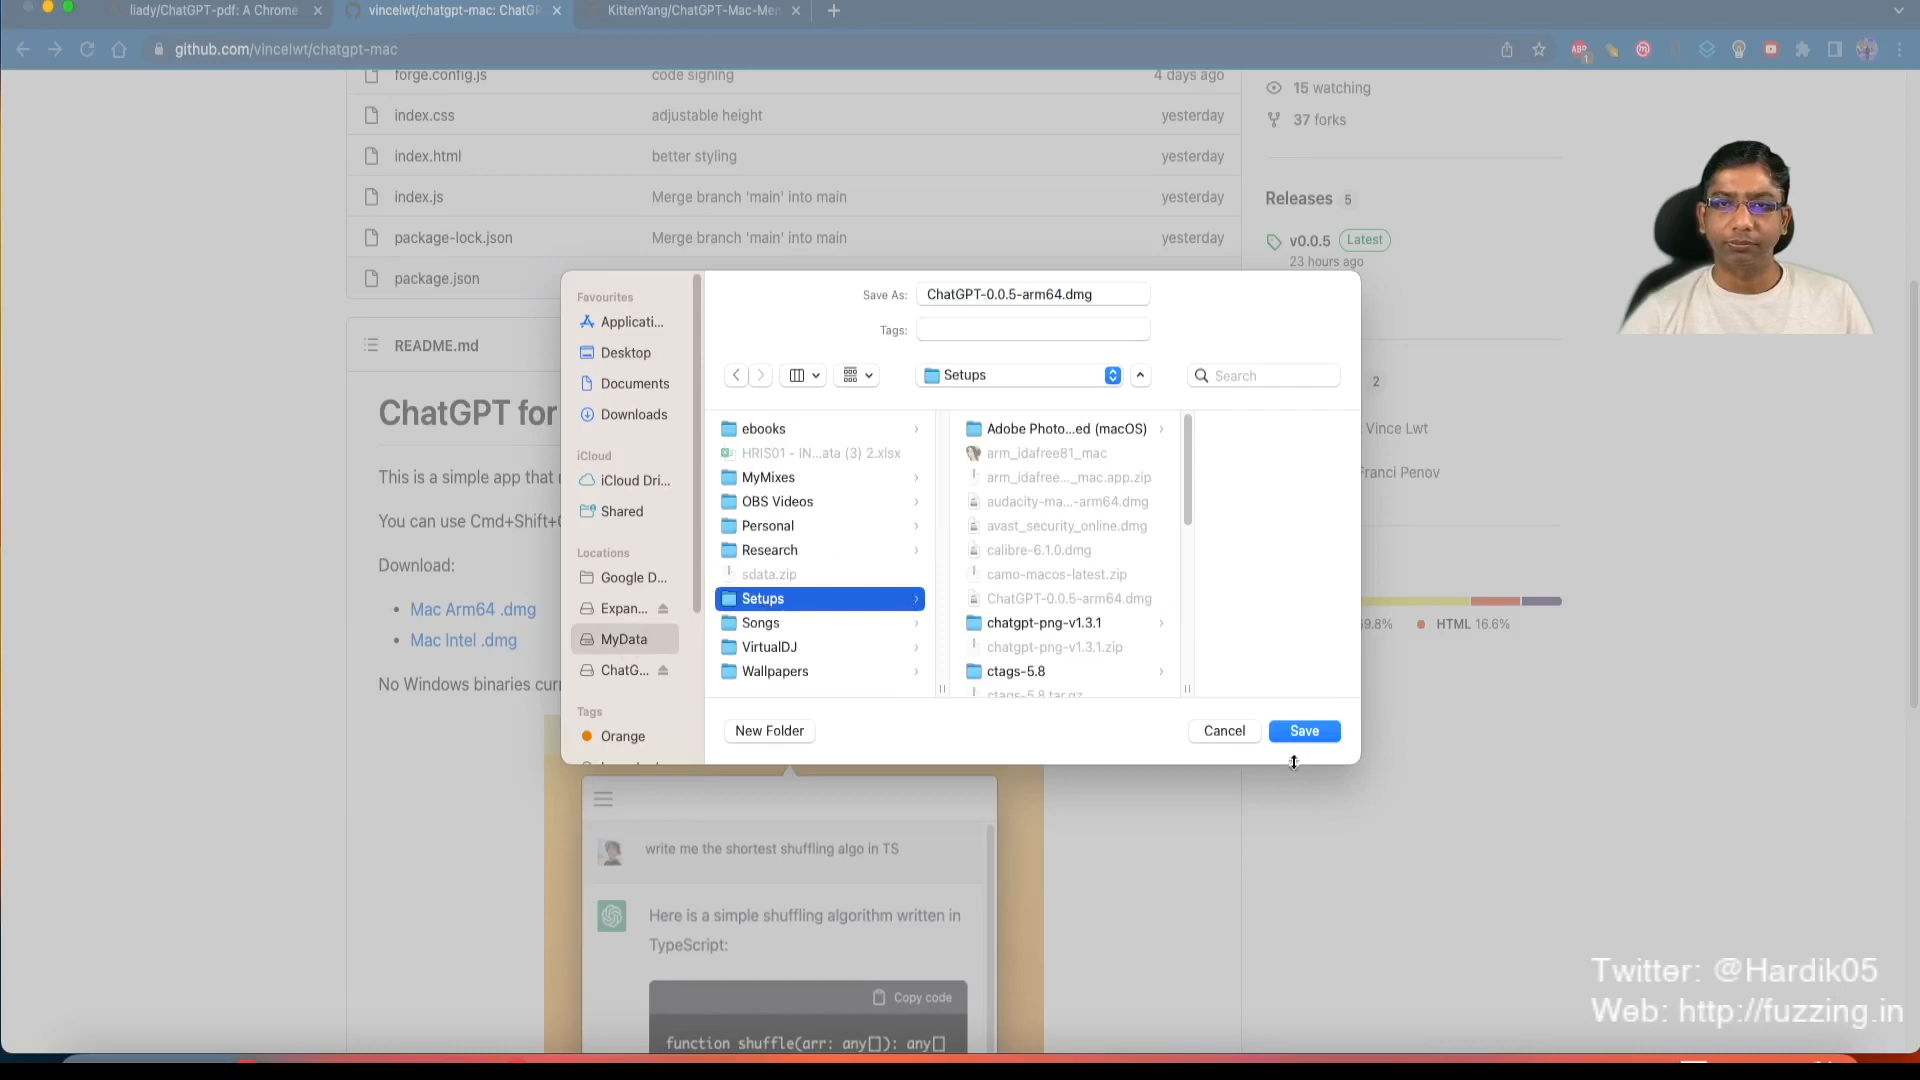 liady/ChatGPT-pdf: A Chrome
vincelwt/chatgpt-mac: ChatGP
KittenYang/ChatGPT-Mac-Men
github.com/vincelwt/chatgpt-mac
ABP
1
forge.config.js
code signing
4 days ago
index.css
adjustable height
yesterday
index.html
better styling
yesterday
index.js
Merge branch 'main' into main
yesterday
package-lock.json
Merge branch 'main' into main
yesterday
package.json
15 watching
37 forks
Releases 5
v0.0.5 Latest
23 hours ago
2
Vince Lwt
Franci Penov
HTML 16.6%
README.md
ChatGPT for
This is a simple app that
You can use Cmd+Shift+
Download:
• Mac Arm64 .dmg
• Mac Intel .dmg
No Windows binaries curr
Favourites
Applicati...
Desktop
Documents
Downloads
iCloud
iCloud Dri...
Shared
Locations
Google D...
Expan...
MyData
ChatG...
Tags
Orange
Save As: ChatGPT-0.0.5-arm64.dmg
Tags:
Setups
Search
ebooks
HRIS01 - IN...ata (3) 2.xlsx
MyMixes
OBS Videos
Personal
Research
sdata.zip
Setups
Songs
VirtualDJ
Wallpapers
Adobe Photo...ed (macOS)
arm_idafree81_mac
arm_idafree..._mac.app.zip
audacity-ma...-arm64.dmg
avast_security_online.dmg
calibre-6.1.0.dmg
camo-macos-latest.zip
ChatGPT-0.0.5-arm64.dmg
chatgpt-png-v1.3.1
chatgpt-png-v1.3.1.zip
ctags-5.8
ctags-5.8.tar.gz
New Folder
Cancel
Save
write me the shortest shuffling algo in TS
Here is a simple shuffling algorithm written in
TypeScript:
Copy code
function shuffle(arr: any[]): any[]
Twitter: @Hardik05
Web: http://fuzzing.in